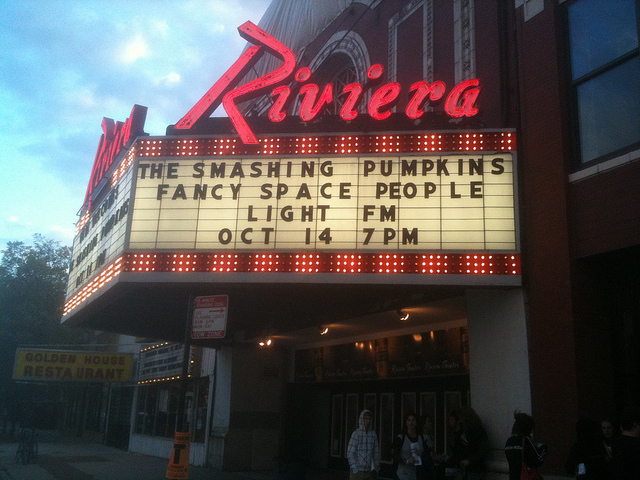 Riviera
THE SMASHING PUMPKINS
FANCY SPACE PEOPLE
LIGHT FM
OCT 14 7PM
GOLDEN HOUSE
RESTAURANT